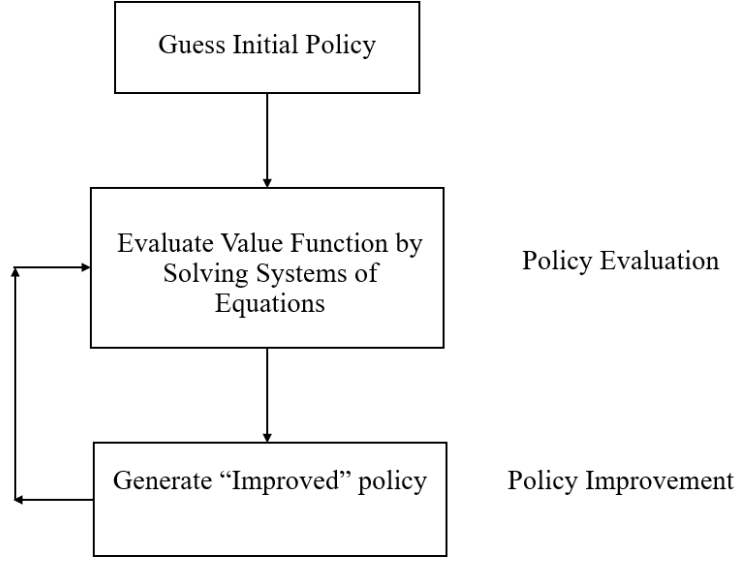 Guess Initial Policy
Evaluate Value Function by
Solving Systems of
Equations
Policy Evaluation
Generate “Improved” policy
Policy Improvement